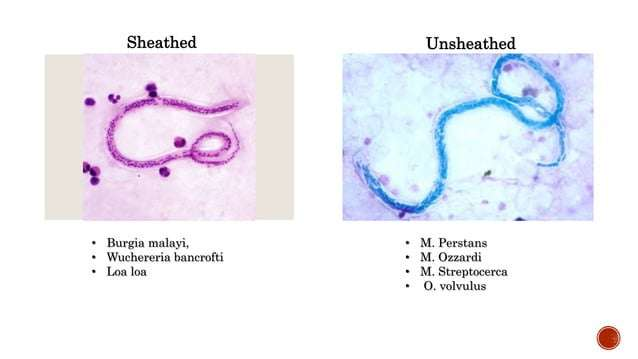 Sheathed
Unsheathed
• Burgia malayi,
• Wuchereria bancrofti
• Loa loa
• M. Perstans
• M. Ozzardi
• M. Streptocerca
• O. volvulus